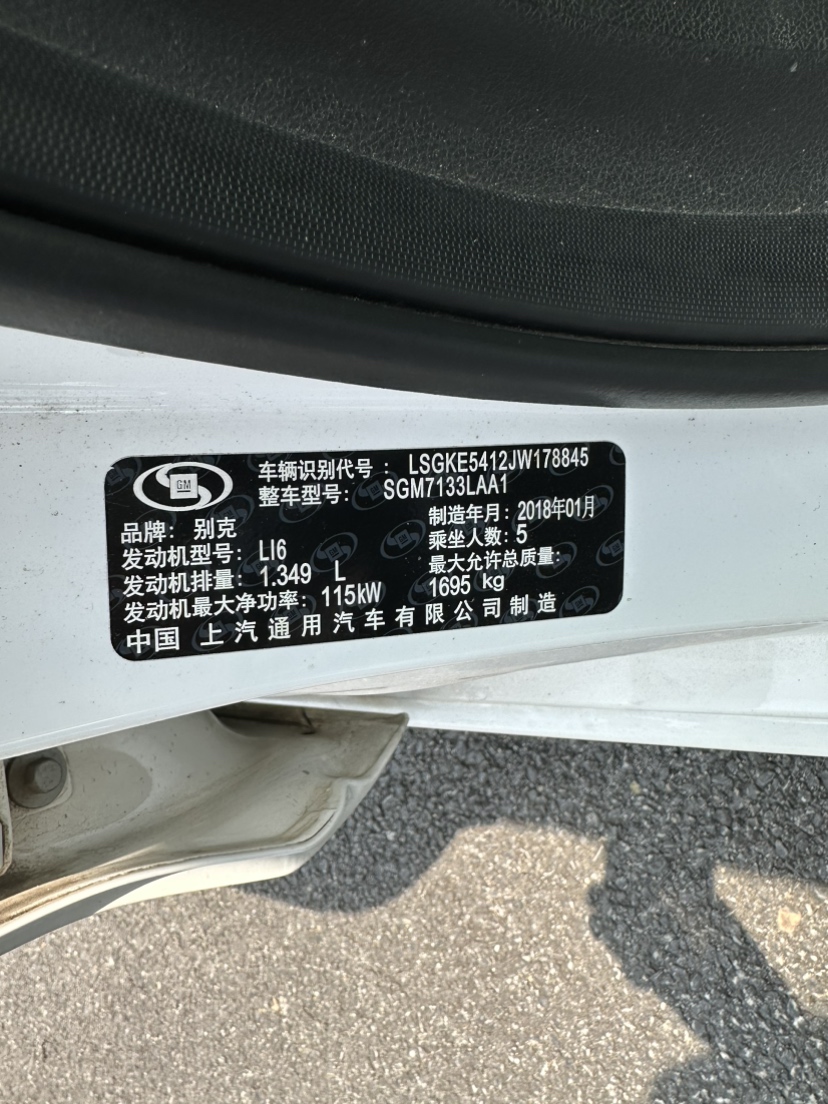 GM
车辆识别代号：LSGKE5412JW178845
整车型号：SGM7133LAA1
品牌：别克
制造年月：2018年01月
发动机型号：LI6
乘坐人数：5
发动机排量：1.349 L
最大允许总质量：
1695 kg
发动机最大净功率：115kW
中国 上汽通用汽车有限公司制造